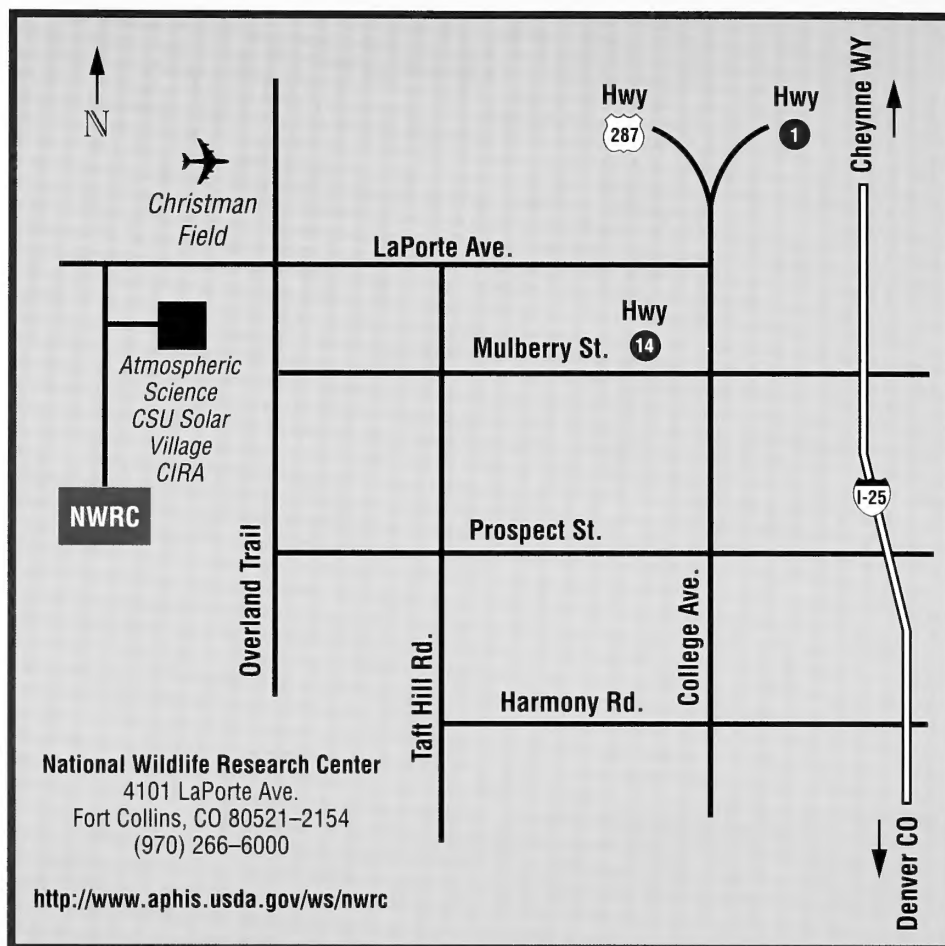 N
Christman
Field
Hwy
287
Hwy
1
Cheynne WY
LaPorte Ave.
Hwy
14
Mulberry St.
Atmospheric
Science
CSU Solar
Village
CIRA
NWRC
I-25
Prospect St.
Overland Trail
Taft Hill Rd.
College Ave.
Harmony Rd.
National Wildlife Research Center
4101 LaPorte Ave.
Fort Collins, CO 80521–2154
(970) 266–6000
http://www.aphis.usda.gov/ws/nwrc
Denver CO